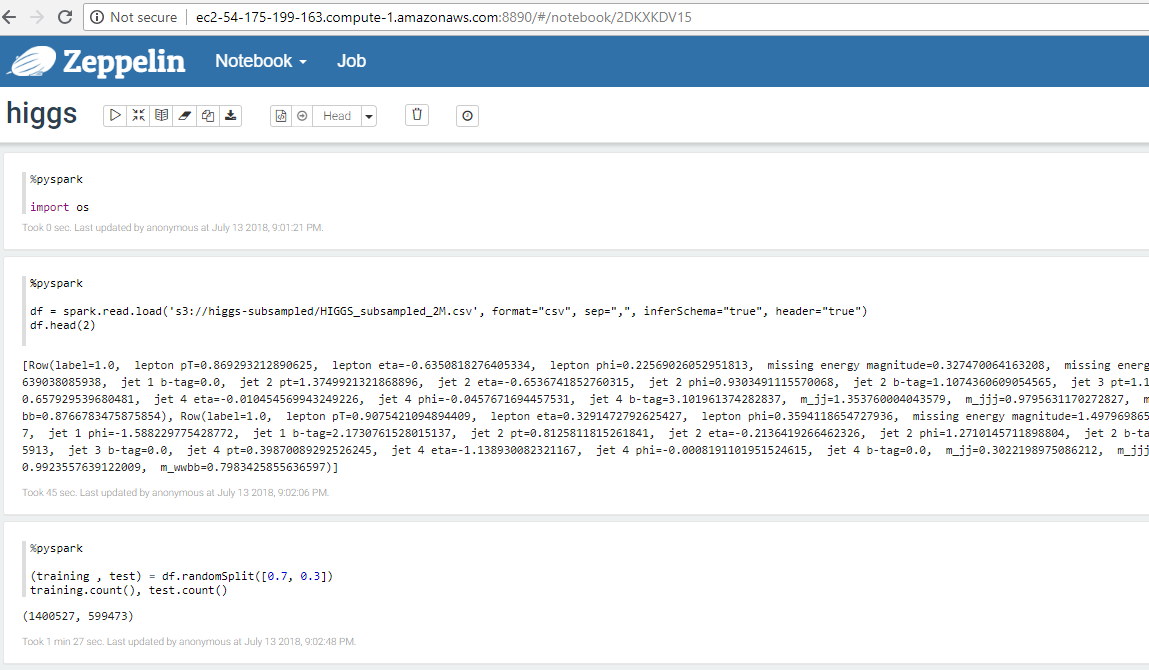 Not secure | ec2-54-175-199-163.compute-1.amazonaws.com:8890/#/notebook/2DKXKDV15
Zeppelin Notebook Job
higgs Head
%pyspark
import os
Took 0 sec. Last updated by anonymous at July 13 2018, 9:01:21 PM.
%pyspark
df = spark.read.load('s3://higgs-subsampled/HIGGS_subsampled_2M.csv', format="csv", sep=",", inferSchema="true", header="true")
df.head(2)
[Row(label=1.0, lepton pT=0.869293212890625, lepton eta=-0.6350818276405334, lepton phi=0.22569026052951813, missing energy magnitude=0.327470064163208, missing energ
639038085938, jet 1 b-tag=0.0, jet 2 pt=1.3749921321868896, jet 2 eta=-0.6536741852760315, jet 2 phi=0.9303491115570068, jet 2 b-tag=1.1074360609054565, jet 3 pt=1.1
0.657929539680481, jet 4 eta=-0.010454569943249226, jet 4 phi=-0.0457671694457531, jet 4 b-tag=3.101961374282837, m_jj=1.353760004043579, m_jjj=0.9795631170272827, m
bb=0.8766783475875854), Row(label=1.0, lepton pT=0.9075421094894409, lepton eta=0.3291472792625427, lepton phi=0.3594118654727936, missing energy magnitude=1.497969865
7, jet 1 phi=-1.588229775428772, jet 1 b-tag=2.1730761528015137, jet 2 pt=0.8125811815261841, jet 2 eta=-0.2136419266462326, jet 2 phi=1.2710145711898804, jet 2 b-ta
5913, jet 3 b-tag=0.0, jet 4 pt=0.39870089292526245, jet 4 eta=-1.138930082321167, jet 4 phi=-0.0008191101951524615, jet 4 b-tag=0.0, m_jj=0.3022198975086212, m_jjj
0.9923557639122009, m_wwbb=0.7983425855636597)]
Took 45 sec. Last updated by anonymous at July 13 2018, 9:02:06 PM.
%pyspark
(training , test) = df.randomSplit([0.7, 0.3])
training.count(), test.count()
(1400527, 599473)
Took 1 min 27 sec. Last updated by anonymous at July 13 2018, 9:02:48 PM.